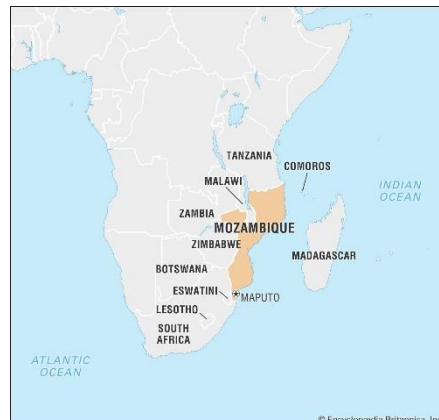 TANZANIA
COMOROS
MALAWI
INDIAN
OCEAN
ZAMBIA
MOZAMBIQUE
ZIMBABWE
MADAGASCAR
BOTSWANA
ESWATINI
MAPUTO
LESOTHO
SOUTH
AFRICA
ATLANTIC
OCEAN
© Encyclopædia Britannica, Inc.